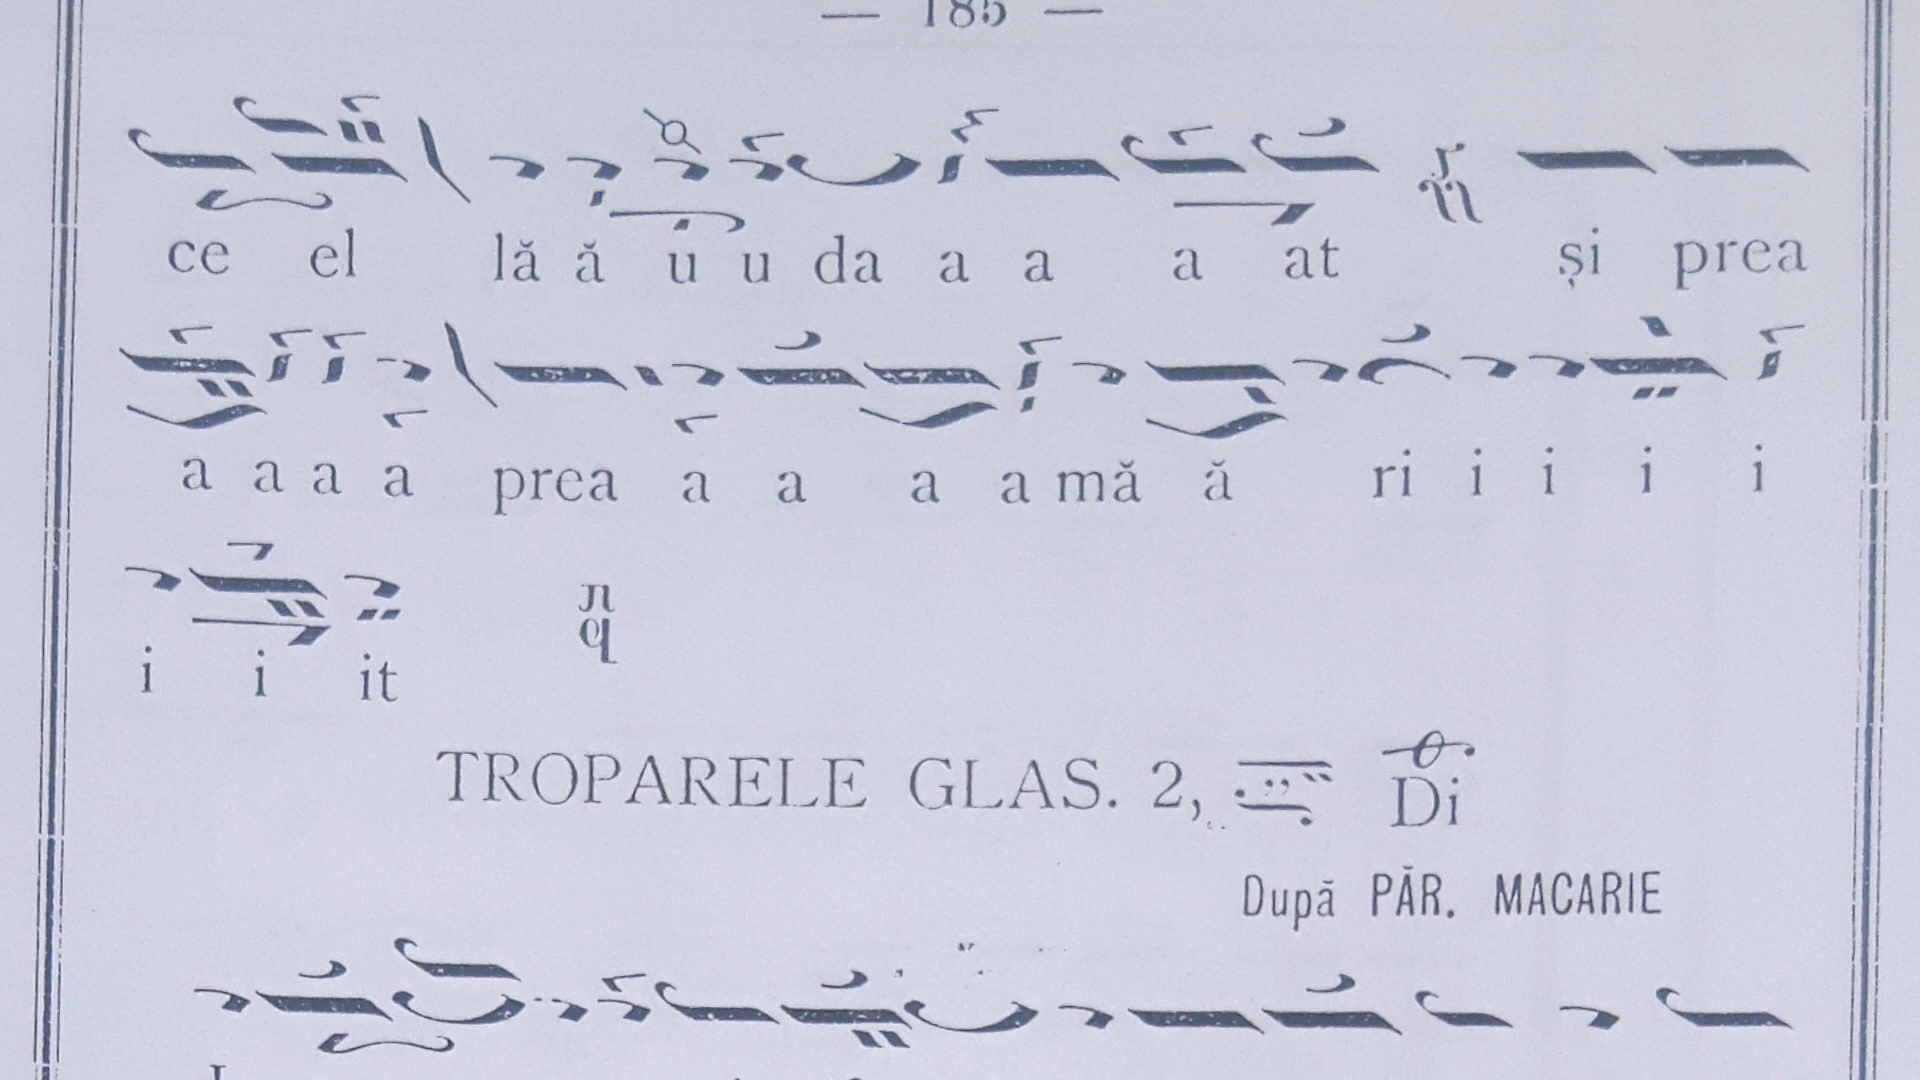 — 185 —
ce el lă ă u u da a a a at și prea
a a a a prea a a a a mă ă ri i i i i
i i it
TROPARELE GLAS. 2, Di
După PĂR. MACARIE